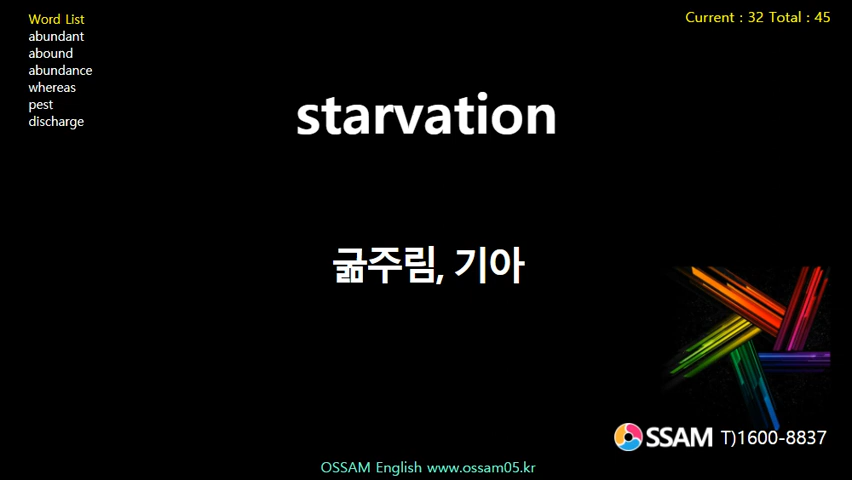 Word List
abundant
abound
abundance
whereas
pest
discharge
Current : 32 Total : 45
starvation
굶주림, 기아
OSSAM T)1600-8837
OSSAM English www.ossam05.kr